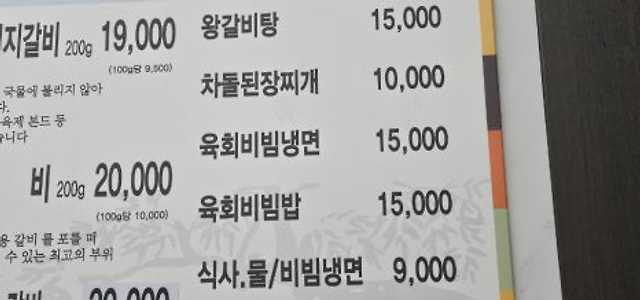 지갈비 200g 19,000
(100g당 9,500)
국물에 불리지 않아
다.
육제 본드 등
습니다
비 200g 20,000
(100g당 10,000)
용 갈비 를 포를 떠
수 있는 최고의 부위
왕갈비탕 15,000
차돌된장찌개 10,000
육회비빔냉면 15,000
육회비빔밥 15,000
식사.물/비빔냉면 9,000